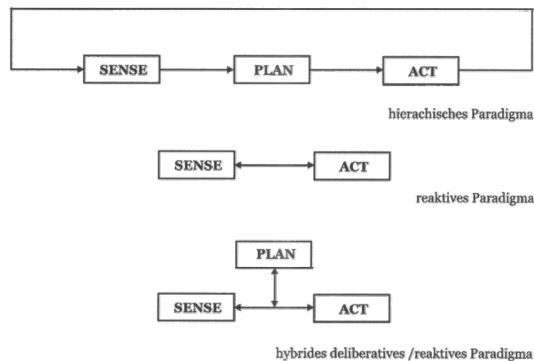 SENSE PLAN ACT
hierachisches Paradigma
SENSE ACT
reaktives Paradigma
PLAN
SENSE ACT
hybrides deliberatives /reaktives Paradigma